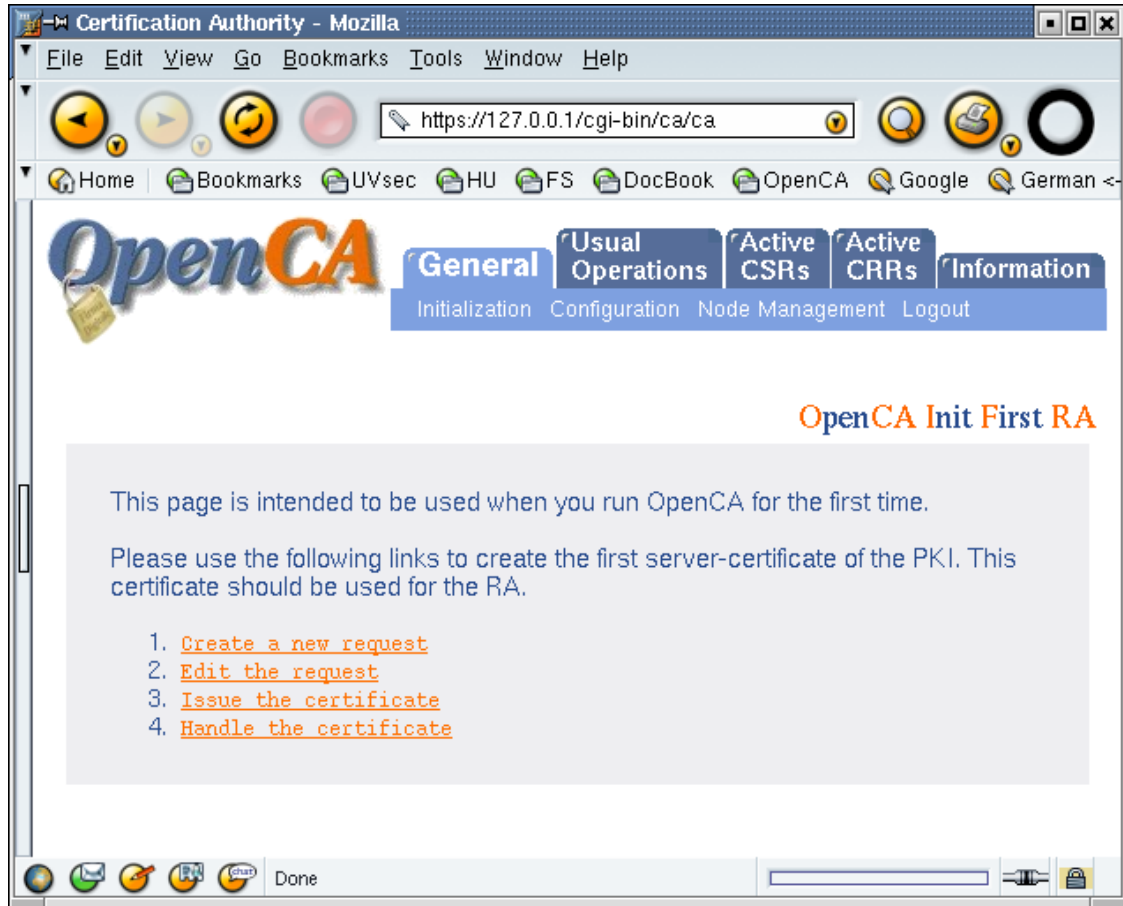 Certification Authority - Mozilla
File Edit View Go Bookmarks Tools Window Help
https://127.0.0.1/cgi-bin/ca/ca
Home Bookmarks UVsec HU FS DocBook OpenCA Google German <-
OpenCA
General Usual Operations Active CSRs Active CRRs Information
Initialization Configuration Node Management Logout
OpenCA Init First RA
This page is intended to be used when you run OpenCA for the first time.
Please use the following links to create the first server-certificate of the PKI. This
certificate should be used for the RA.
1. Create a new request
2. Edit the request
3. Issue the certificate
4. Handle the certificate
chat
Done